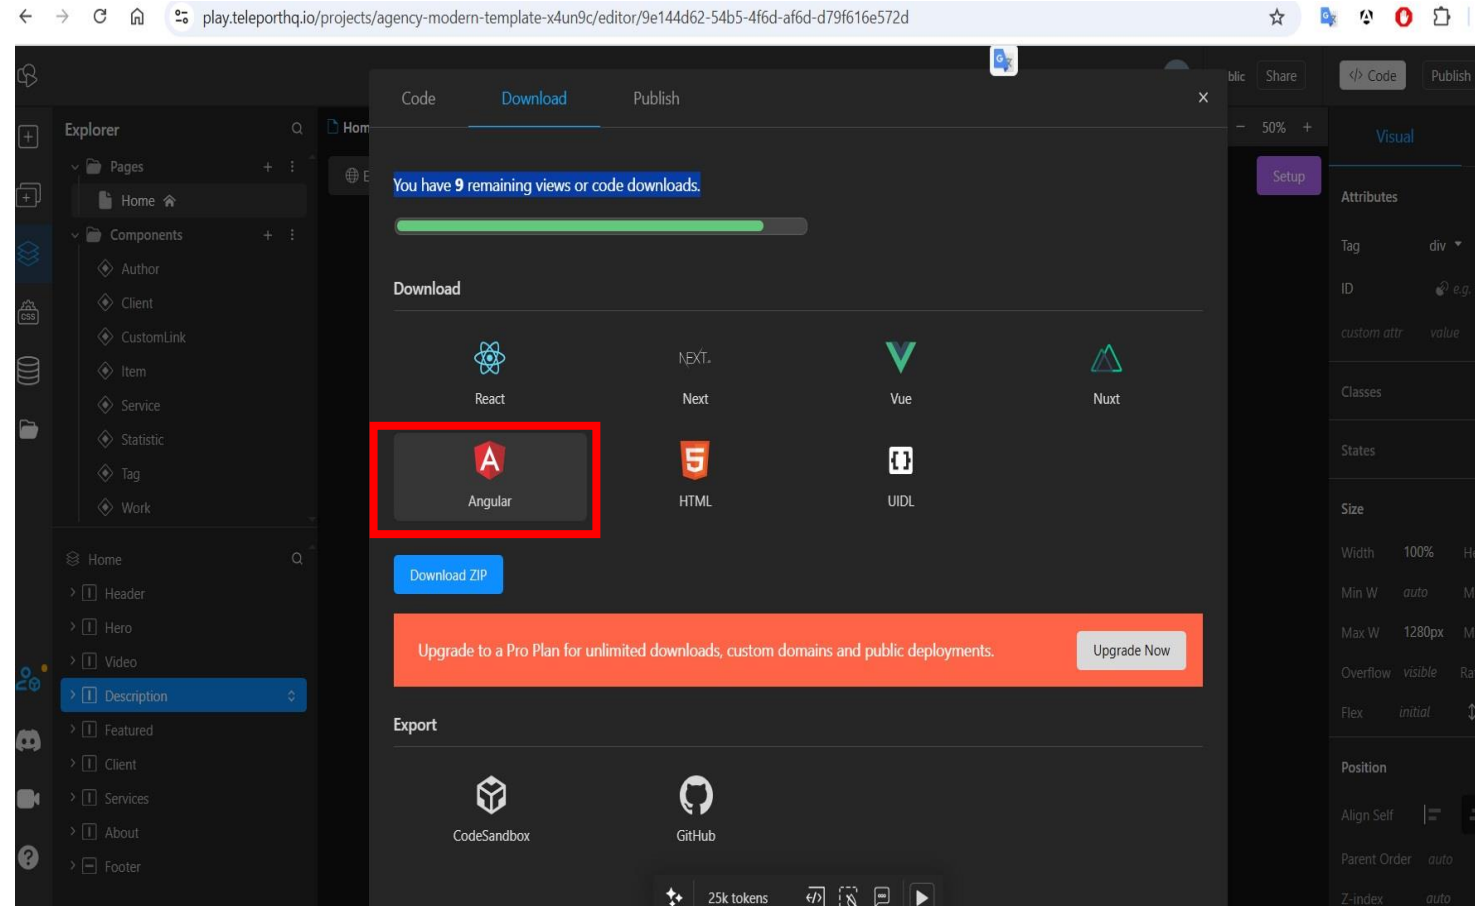 play.teleporthq.io/projects/agency-modern-template-x4un9c/editor/9e144d62-54b5-4f6d-af6d-d79f616e572d
blic Share </> Code Publish
Code Download Publish ×
Explorer
Hom
− 50% +
Visual
Pages + ⋮
Home
Components + ⋮
Author
Client
CustomLink
Item
Service
Statistic
Tag
Work
E
Setup
You have 9 remaining views or code downloads.
Download
React
NEXT.
Next
Vue
Nuxt
Angular
HTML
UIDL
Download ZIP
Upgrade to a Pro Plan for unlimited downloads, custom domains and public deployments.
Upgrade Now
Export
CodeSandbox
GitHub
25k tokens
CSS
Home
Header
Hero
Video
Description
Featured
Client
Services
About
Footer
Attributes
Tag div
ID e.g.
custom attr value
Classes
States
Size
Width 100% He
Min W auto M
Max W 1280px M
Overflow visible Ra
Flex initial
Position
Align Self
Parent Order auto
Z-index auto